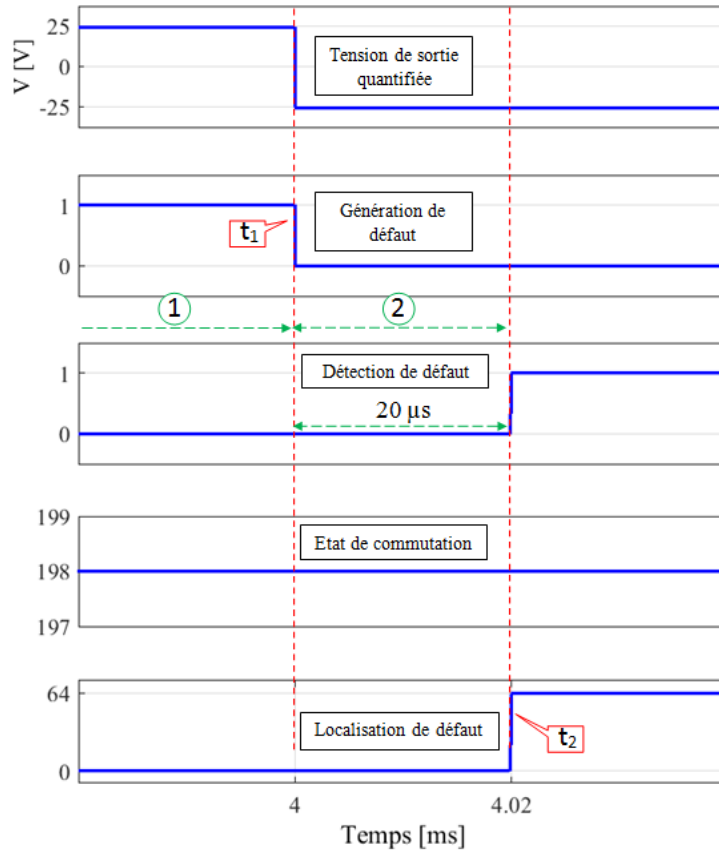 V [V]
25
0
-25
Tension de sortie
quantifiée
1
0
Génération de
défaut
t₁
1
2
1
0
Détection de défaut
20 µs
199
198
197
Etat de commutation
64
0
Localisation de défaut
t₂
4
4.02
Temps [ms]